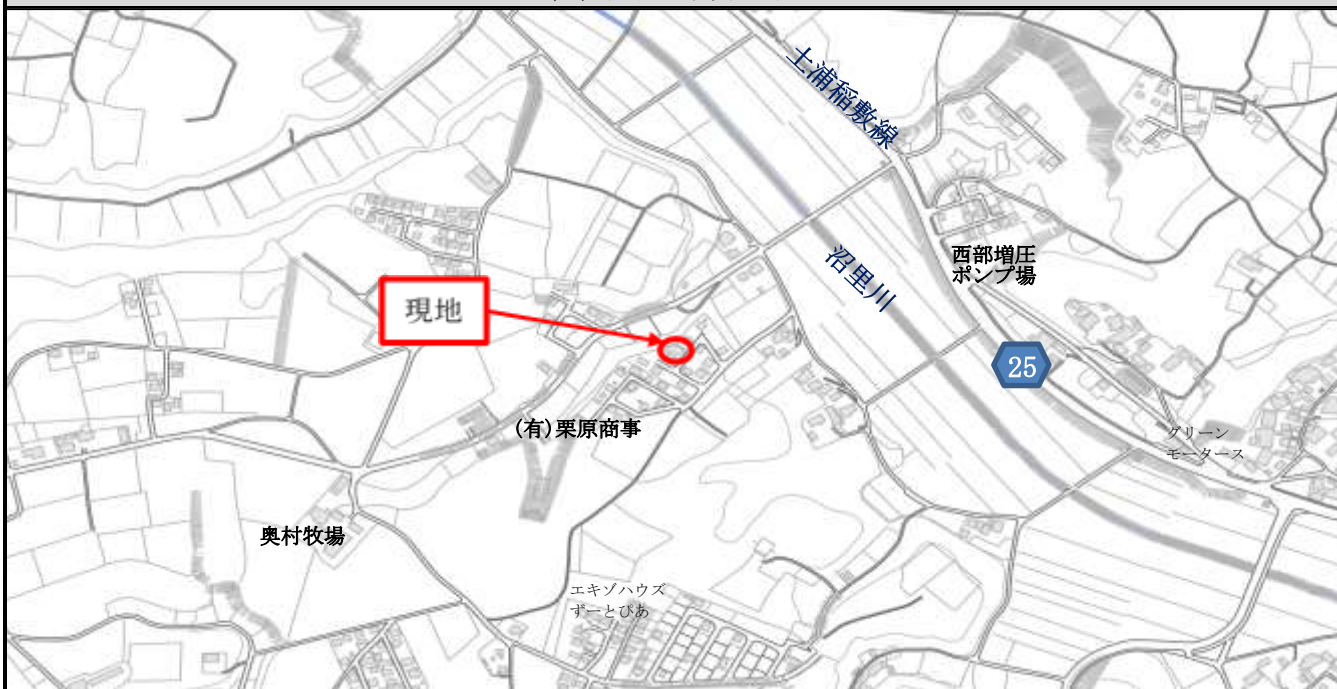 土浦稲敷線
西部増圧
ポンプ場
沼里川
現地
25
(有)栗原商事
グリーン
モータース
奥村牧場
エキゾハウズ
ずーとぴあ